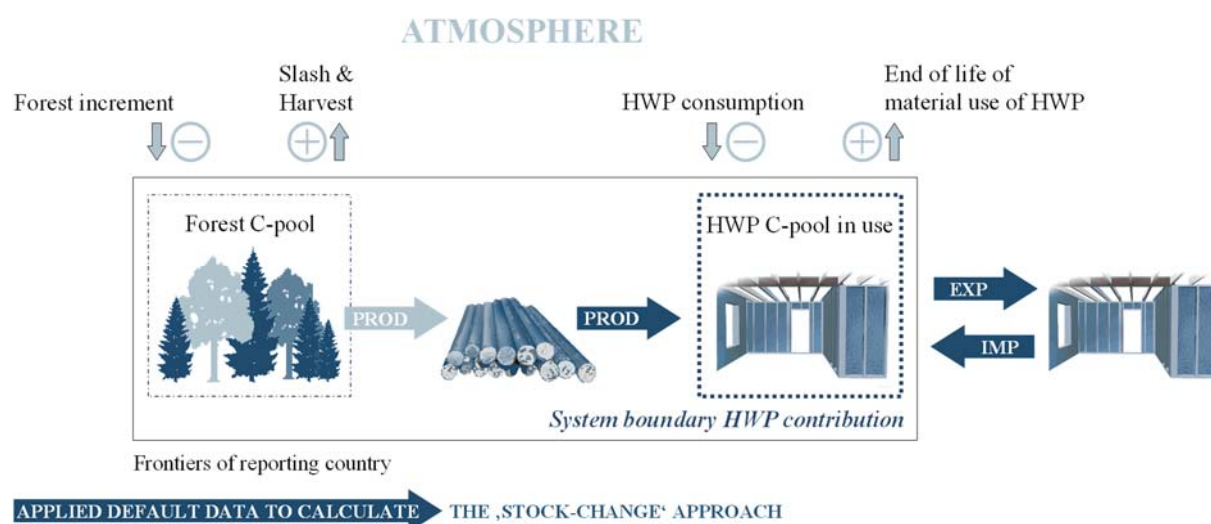 ATMOSPHERE
Forest increment
Slash &
Harvest
HWP consumption
End of life of
material use of HWP
Forest C-pool
HWP C-pool in use
PROD
PROD
EXP
IMP
System boundary HWP contribution
Frontiers of reporting country
APPLIED DEFAULT DATA TO CALCULATE THE ‚STOCK-CHANGE‘ APPROACH